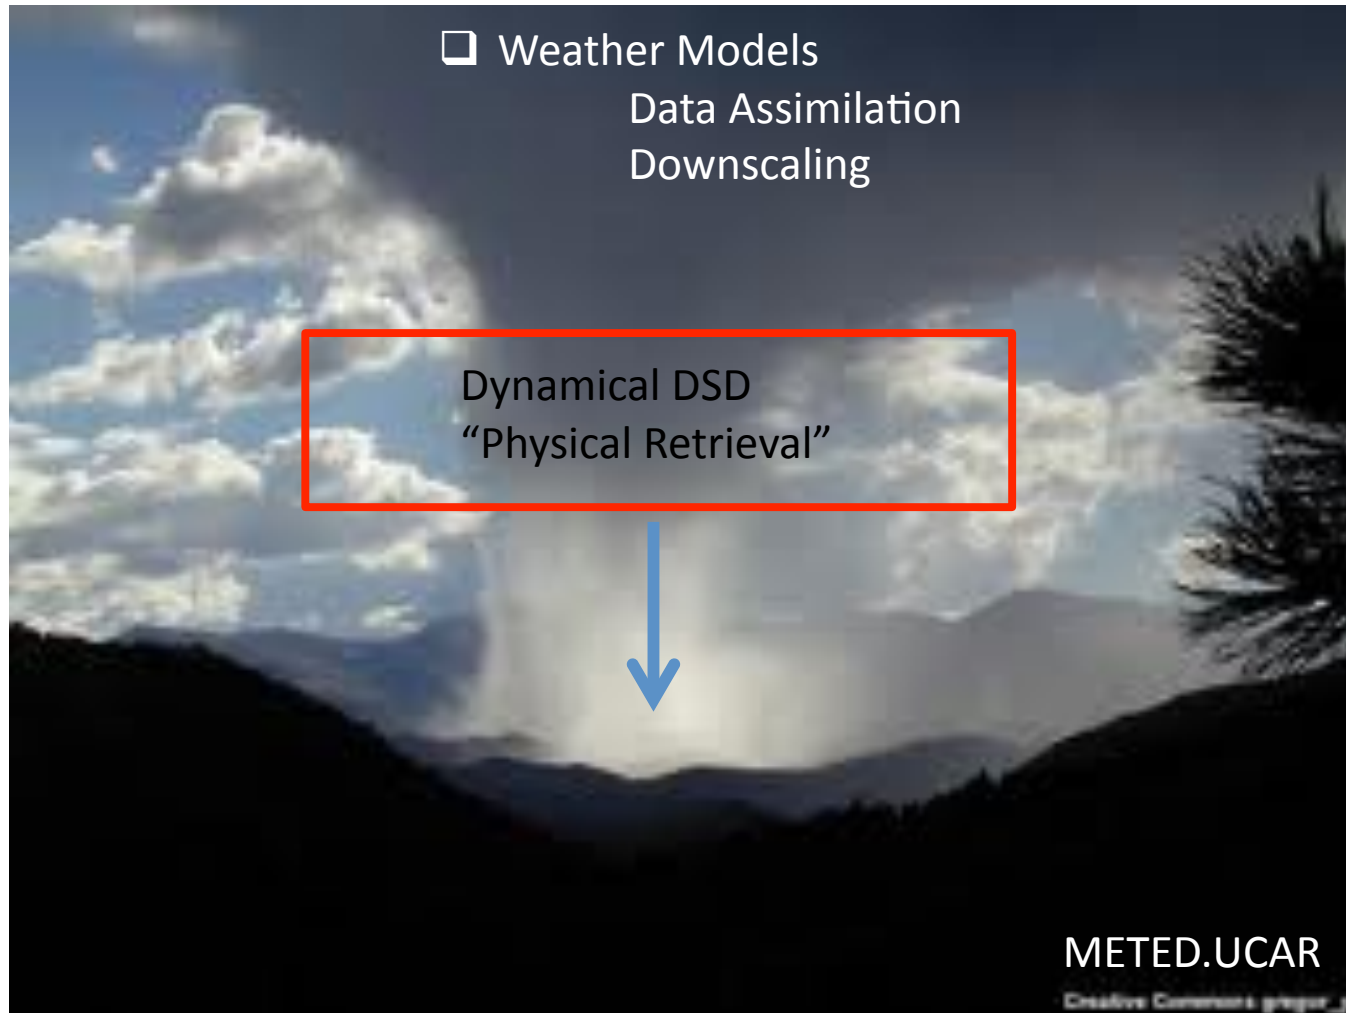 ❑ Weather Models
Data Assimilation
Downscaling
Dynamical DSD
“Physical Retrieval”
METED.UCAR
Creative Commons